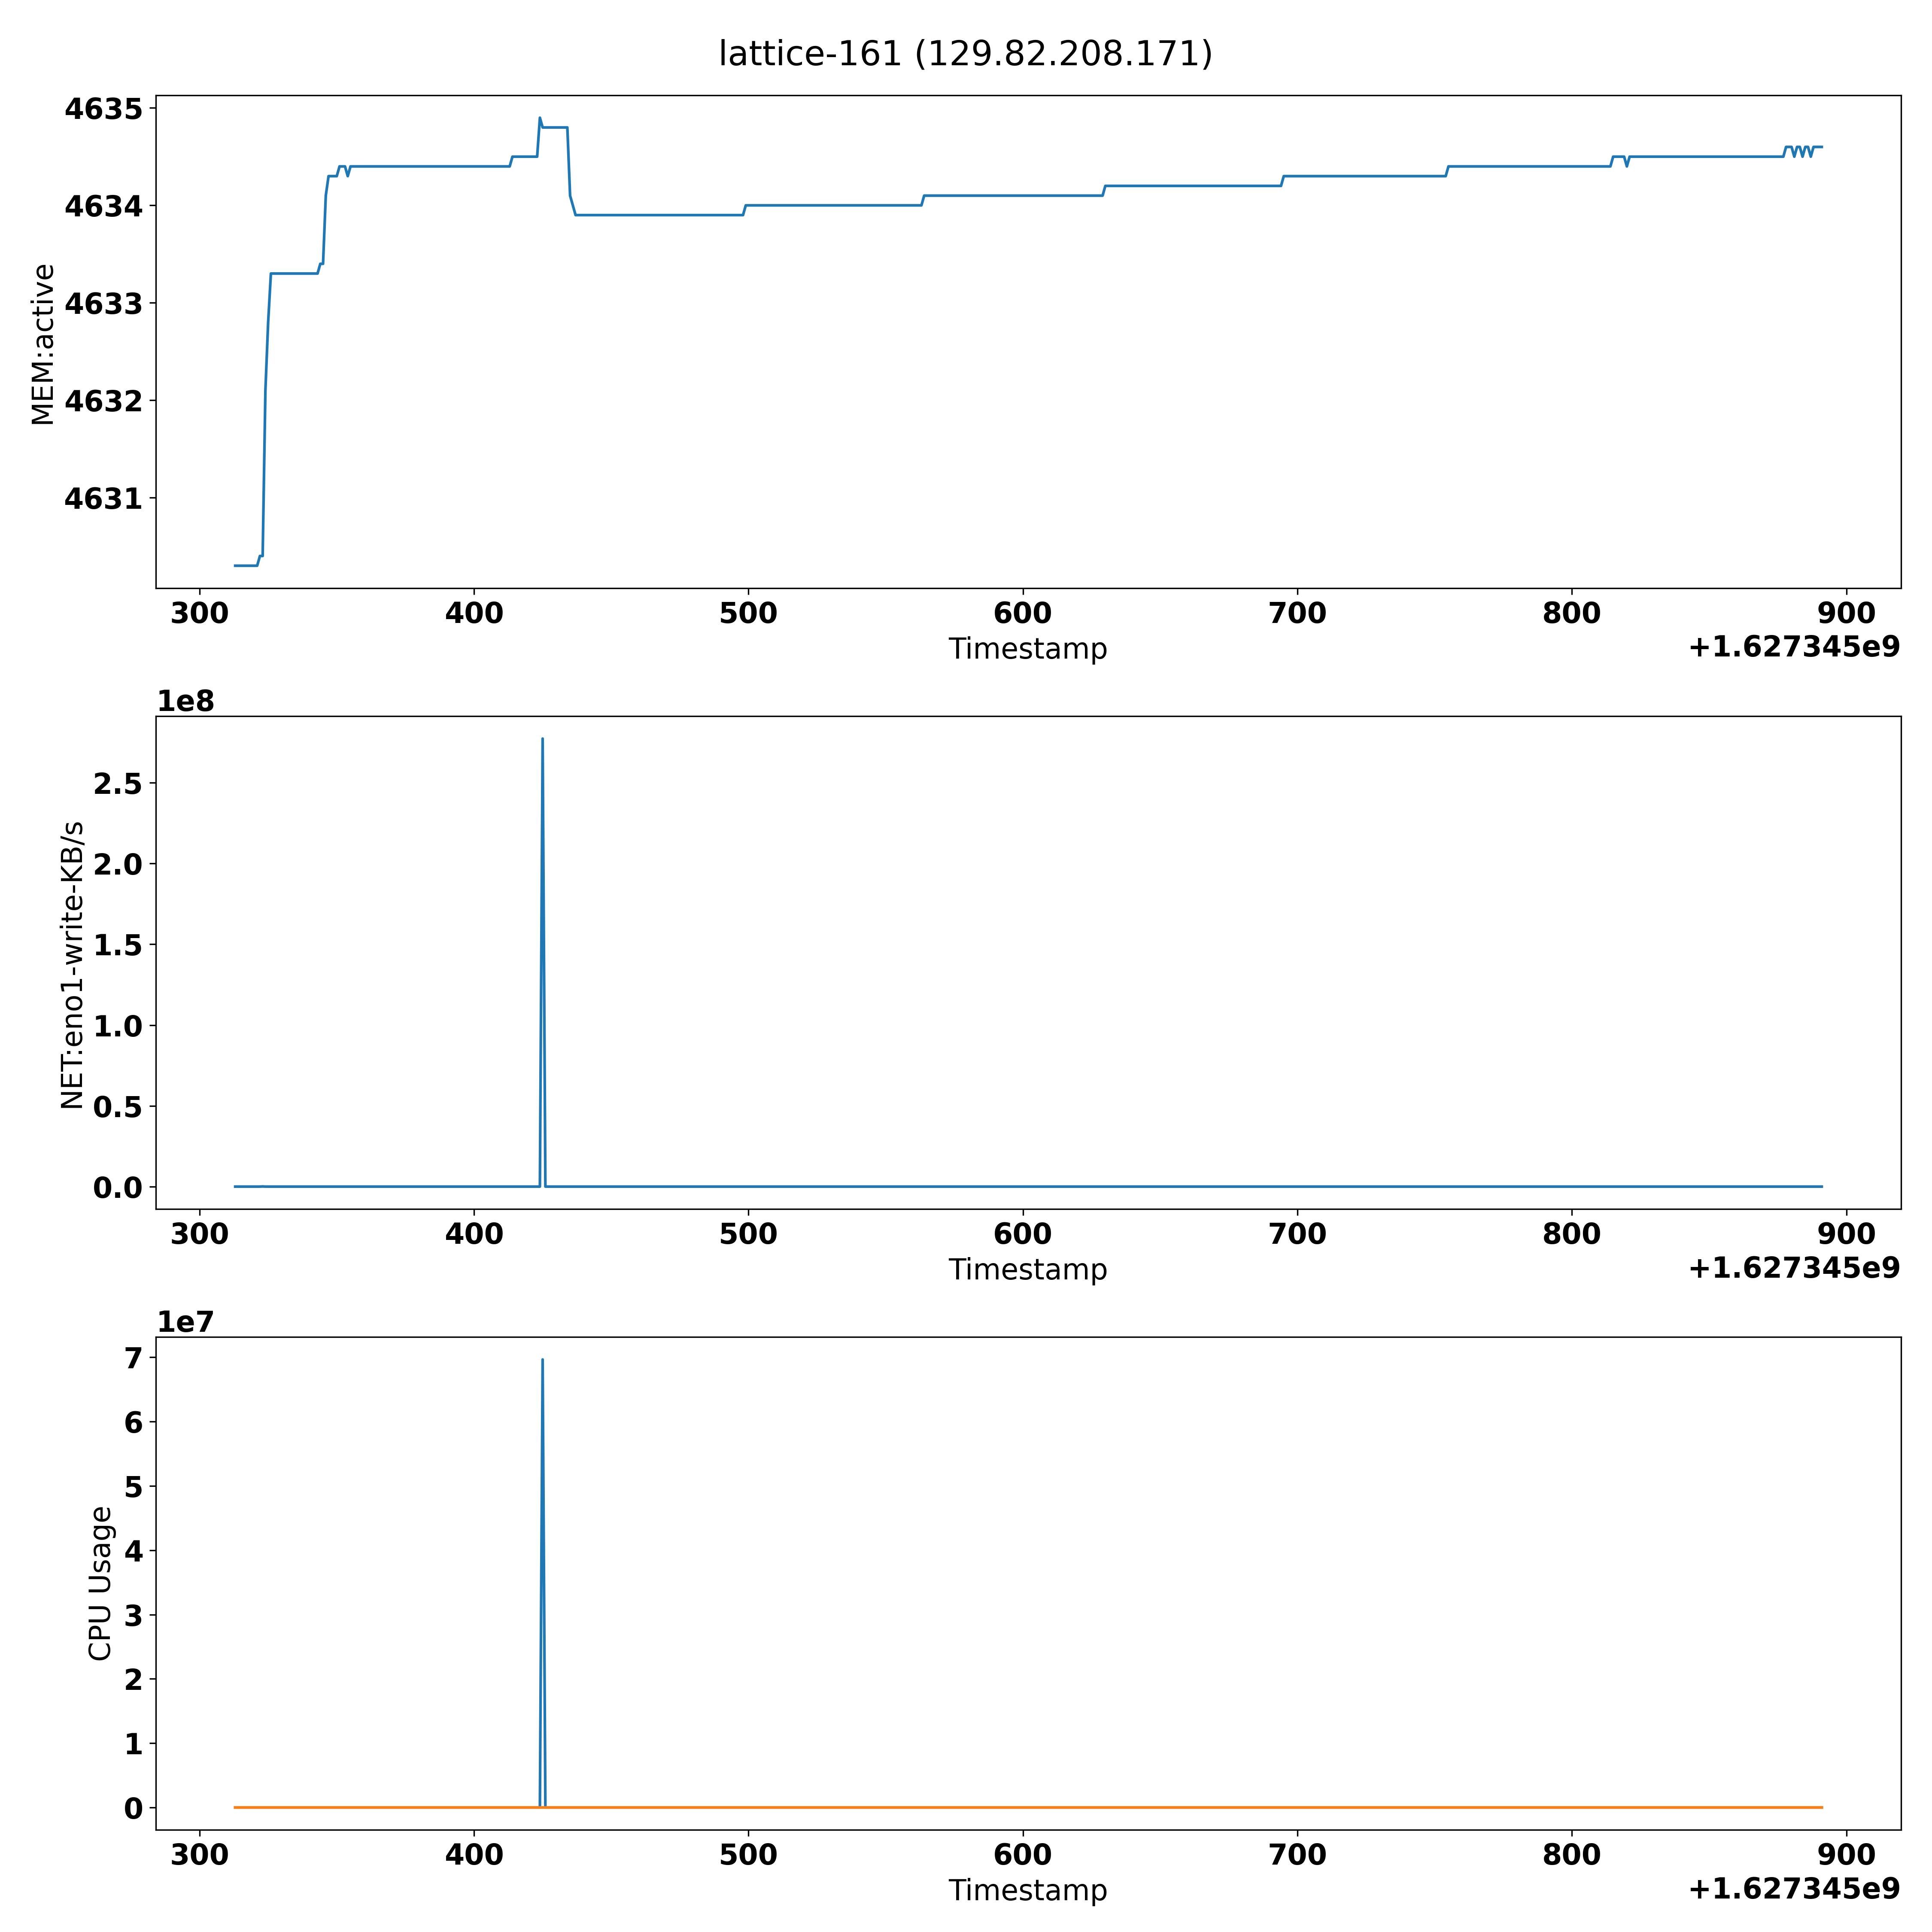 lattice-161 (129.82.208.171)
4635
4634
4633
4632
4631
MEM:active
300 400 500 600 700 800 900
Timestamp
+1.627345e9
1e8
2.5
2.0
1.5
1.0
0.5
0.0
NET:eno1-write-KB/s
300 400 500 600 700 800 900
Timestamp
+1.627345e9
1e7
7
6
5
4
3
2
1
0
CPU Usage
300 400 500 600 700 800 900
Timestamp
+1.627345e9